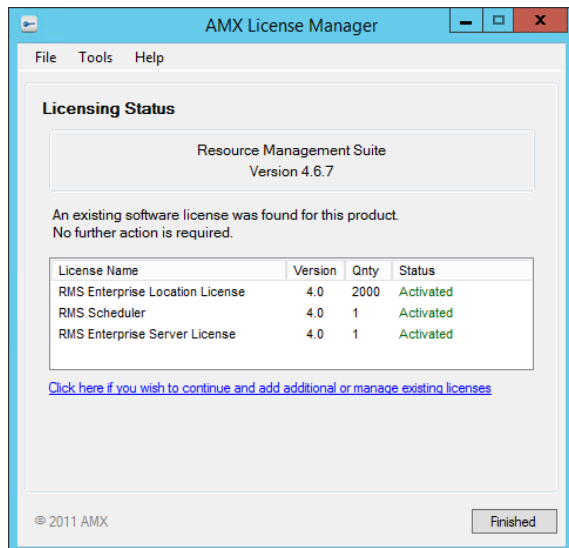 AMX License Manager
File Tools Help
Licensing Status
Resource Management Suite
Version 4.6.7
An existing software license was found for this product.
No further action is required.
License Name Version Qnty Status
RMS Enterprise Location License 4.0 2000 Activated
RMS Scheduler 4.0 1 Activated
RMS Enterprise Server License 4.0 1 Activated
Click here if you wish to continue and add additional or manage existing licenses
© 2011 AMX
Finished